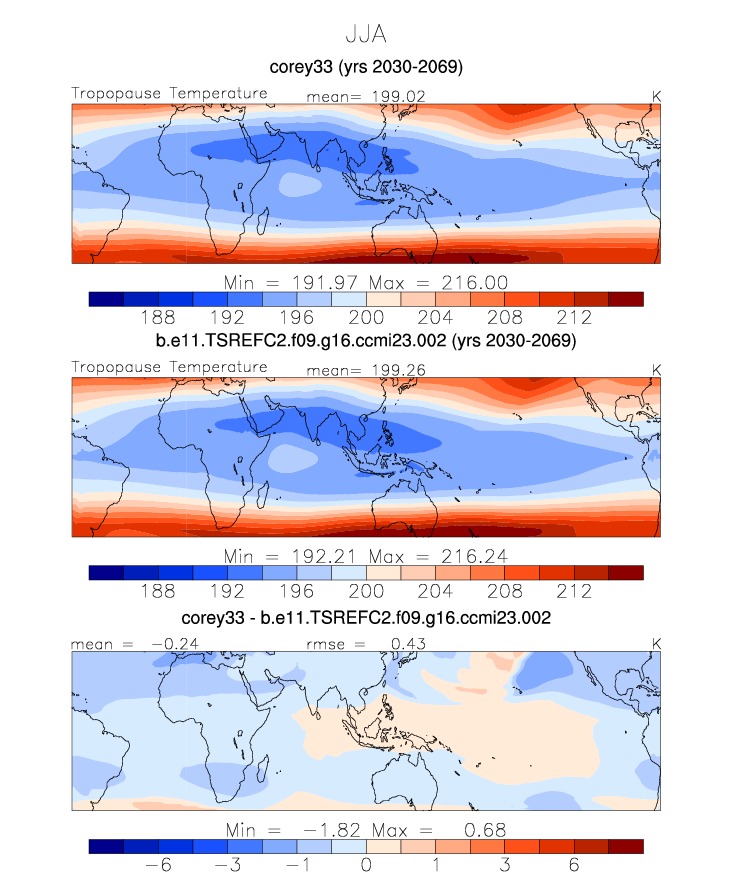 JJA
corey33 (yrs 2030-2069)
Tropopause Temperature mean= 199.02 K
Min = 191.97 Max = 216.00
188 192 196 200 204 208 212
b.e11.TSREFC2.f09.g16.ccmi23.002 (yrs 2030-2069)
Tropopause Temperature mean= 199.26 K
Min = 192.21 Max = 216.24
188 192 196 200 204 208 212
corey33 - b.e11.TSREFC2.f09.g16.ccmi23.002
mean = -0.24 rmse = 0.43 K
Min = -1.82 Max = 0.68
-6 -3 -1 0 1 3 6